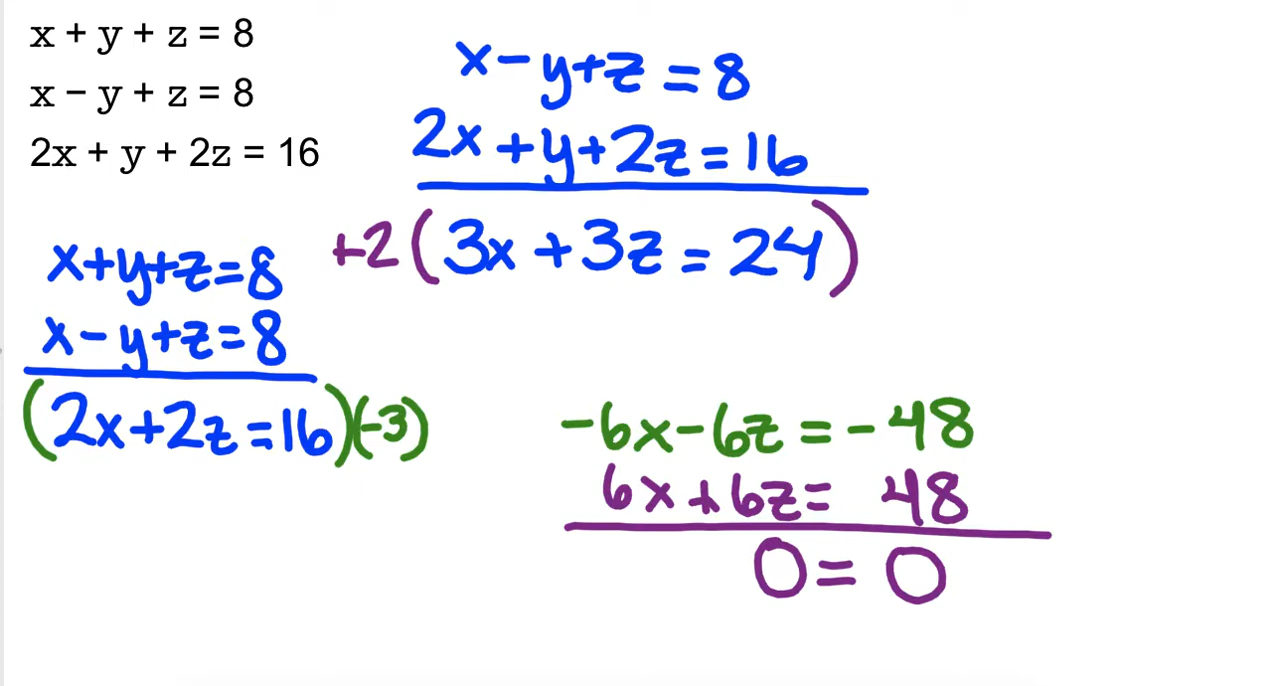 x + y + z = 8
x − y + z = 8
2x + y + 2z = 16
x-y+z=8
2x+y+2z=16
+2(3x+3z=24)
x+y+z=8
x-y+z=8
(2x+2z=16)(-3)
-6x-6z=-48
6x+6z=48
0=0